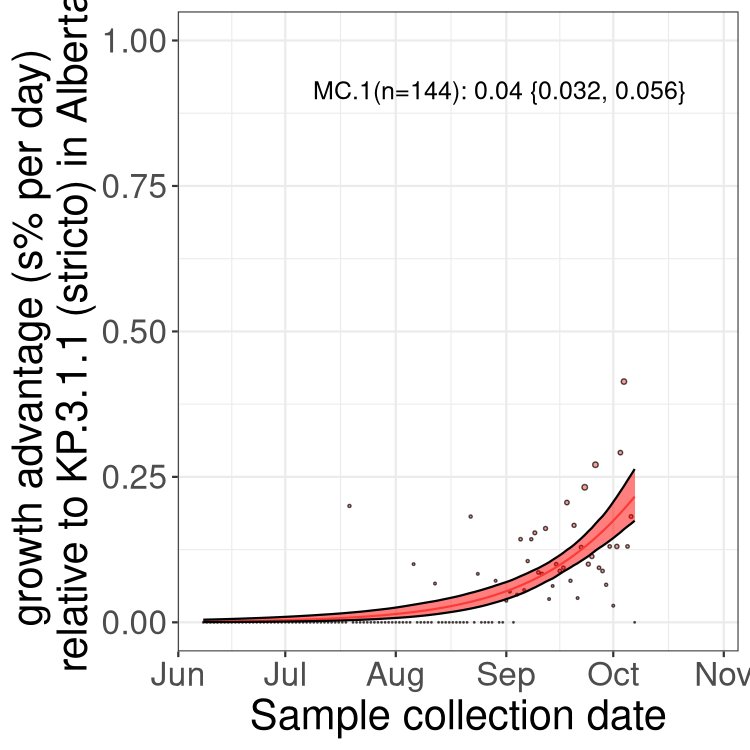 growth advantage (s% per day)
relative to KP.3.1.1 (stricto) in Alberta
1.00
0.75
0.50
0.25
0.00
MC.1(n=144): 0.04 {0.032, 0.056}
Jun Jul Aug Sep Oct Nov
Sample collection date